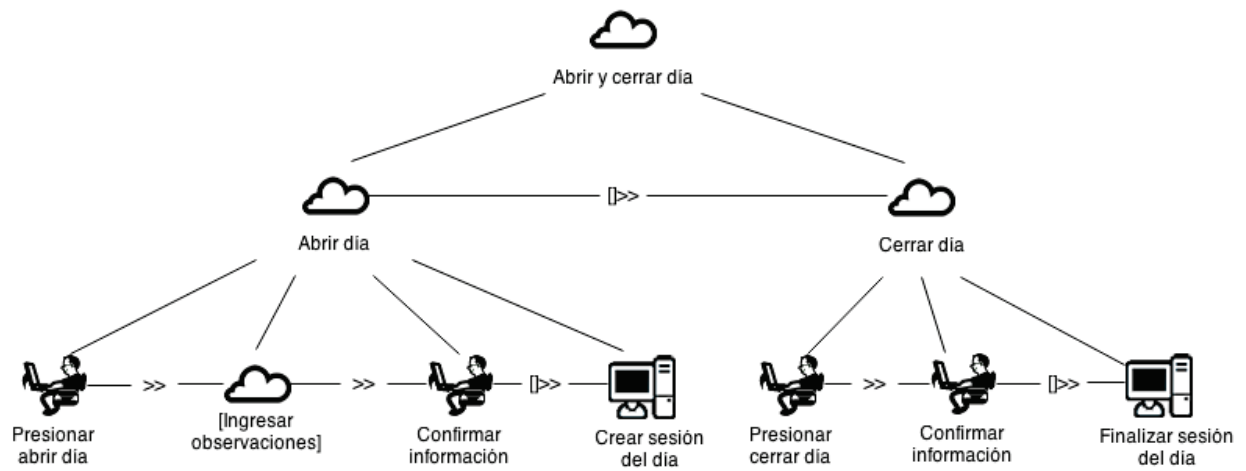 Abrir y cerrar día
[]>>
Abrir día
Cerrar día
>>
>>
[]>>
>>
[]>>
Presionar
abrir día
[Ingresar
observaciones]
Confirmar
información
Crear sesión
del día
Presionar
cerrar día
Confirmar
información
Finalizar sesión
del día